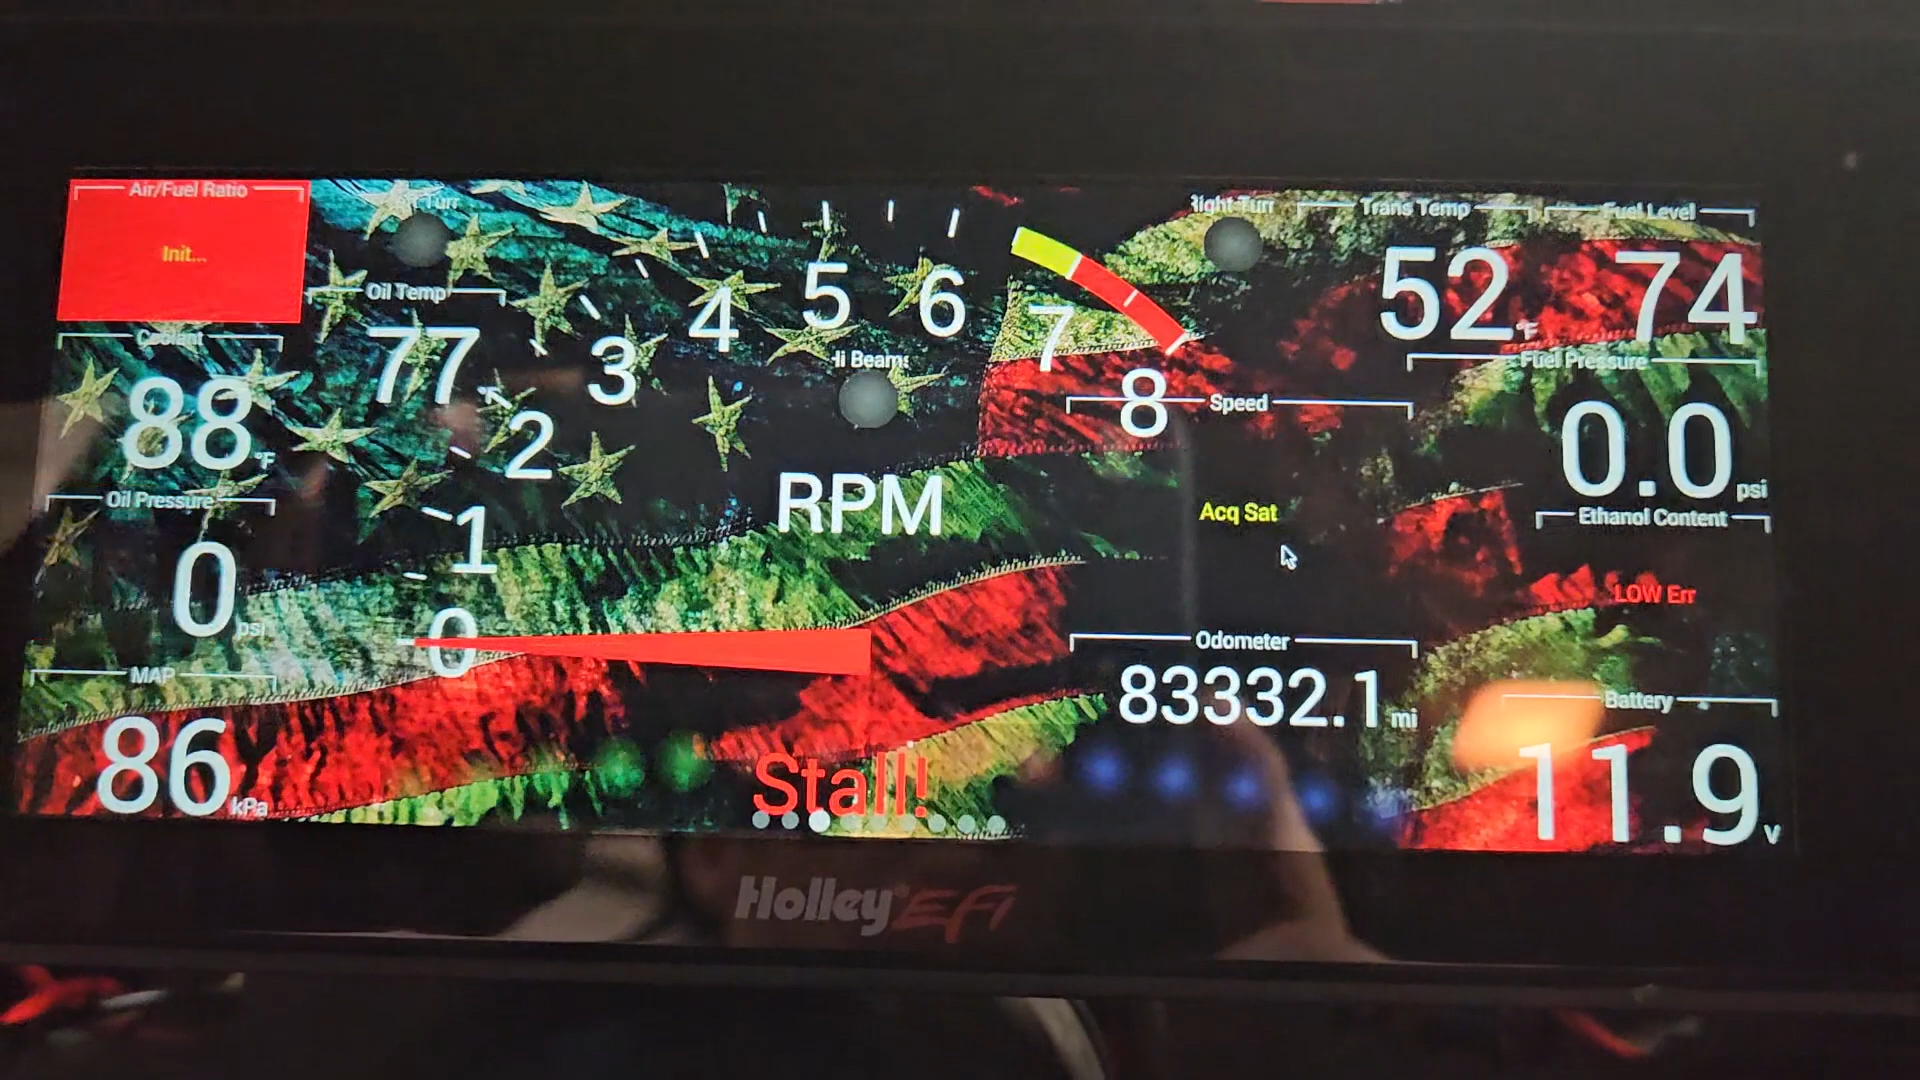 Air/Fuel Ratio
Init...
Turr
Right Turr
Trans Temp
52 °F
Fuel Level
74
Oil Temp
77
Coolant
88 °F
Hi Beams
0
1
2
3
4
5
6
7
8
RPM
Speed
Acq Sat
Fuel Pressure
0.0 psi
Oil Pressure
0 psi
Ethanol Content
LOW Err
MAP
86 kPa
Odometer
83332.1 mi
Battery
11.9 V
Stall!
Holley EFI